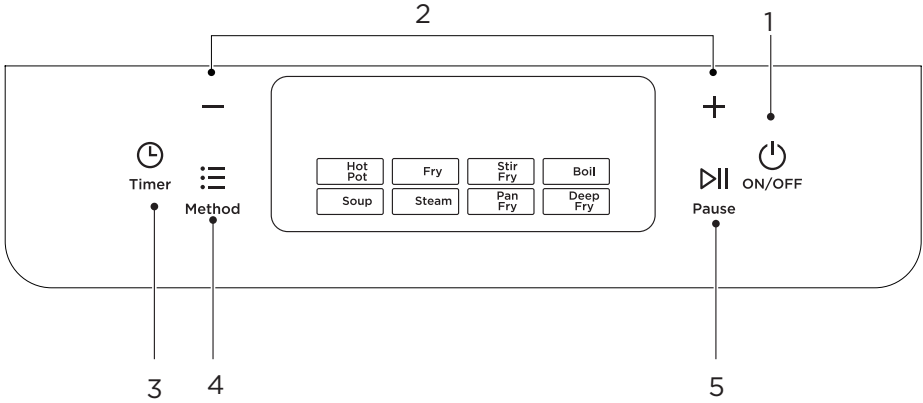 2
1
− +
Timer
Method
Hot
Pot
Fry
Stir
Fry
Boil
Soup
Steam
Pan
Fry
Deep
Fry
Pause
ON/OFF
3
4
5